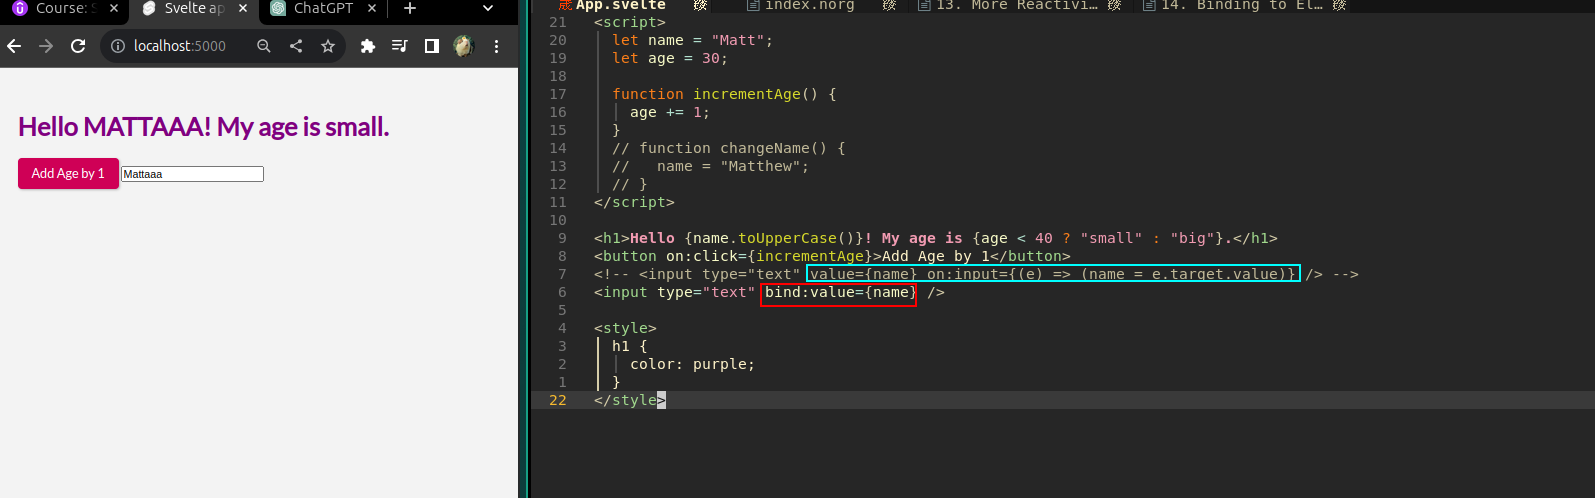 Course: S
Svelte ap
ChatGPT
localhost:5000
Hello MATTAAA! My age is small.
Add Age by 1
Mattaaa
App.svelte
index.norg
13. More Reactivi…
14. Binding to El…
21 <script>
20 let name = "Matt";
19 let age = 30;
18
17 function incrementAge() {
16 age += 1;
15 }
14 // function changeName() {
13 //   name = "Matthew";
12 // }
11 </script>
10
9 <h1>Hello {name.toUpperCase()}! My age is {age < 40 ? "small" : "big"}.</h1>
8 <button on:click={incrementAge}>Add Age by 1</button>
7 <!-- <input type="text" value={name} on:input={(e) => (name = e.target.value)} /> -->
6 <input type="text" bind:value={name} />
5
4 <style>
3 h1 {
2 color: purple;
1 }
22 </style>